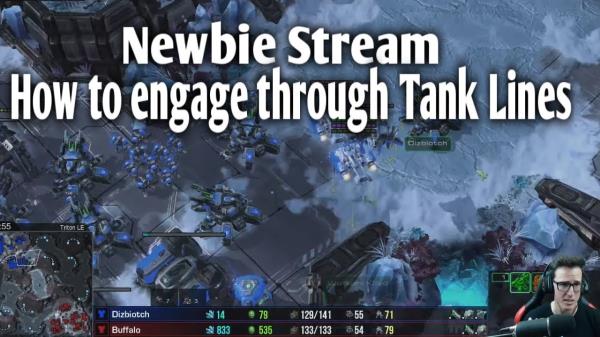 Newbie Stream
How to engage through Tank Lines
Dizbiotch
:55 Triton LE
Dizbiotch 14 79 129/141 55 71
Buffalo 833 535 133/133 54 79